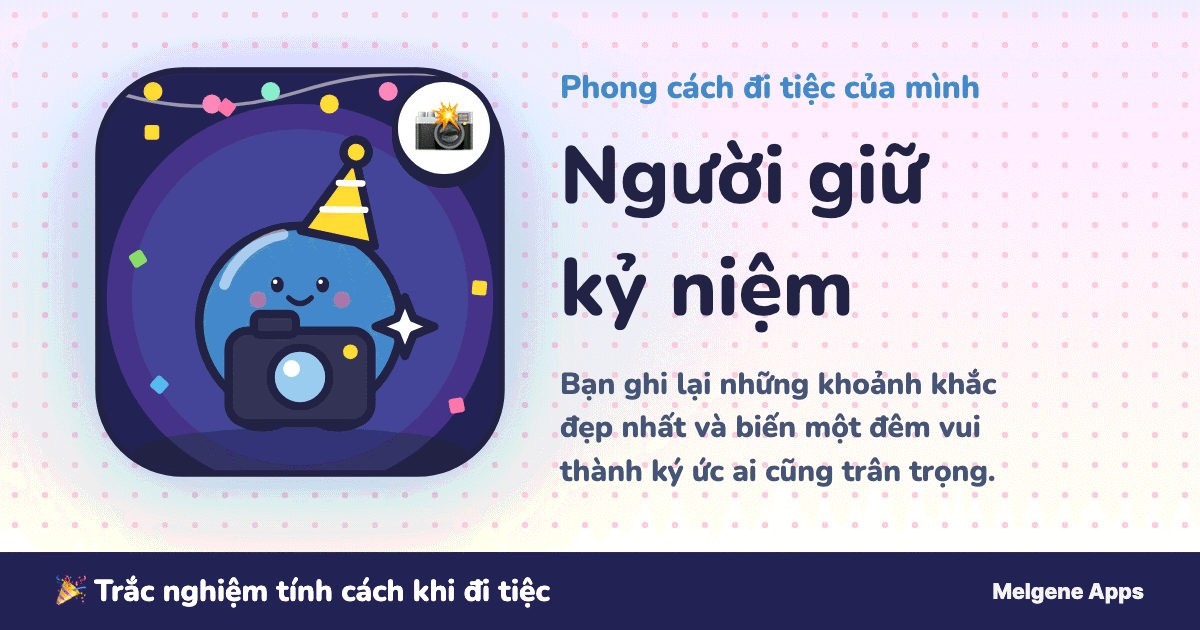 Phong cách đi tiệc của mình
Người giữ
kỷ niệm
Bạn ghi lại những khoảnh khắc
đẹp nhất và biến một đêm vui
thành ký ức ai cũng trân trọng.
🎉 Trắc nghiệm tính cách khi đi tiệc
Melgene Apps